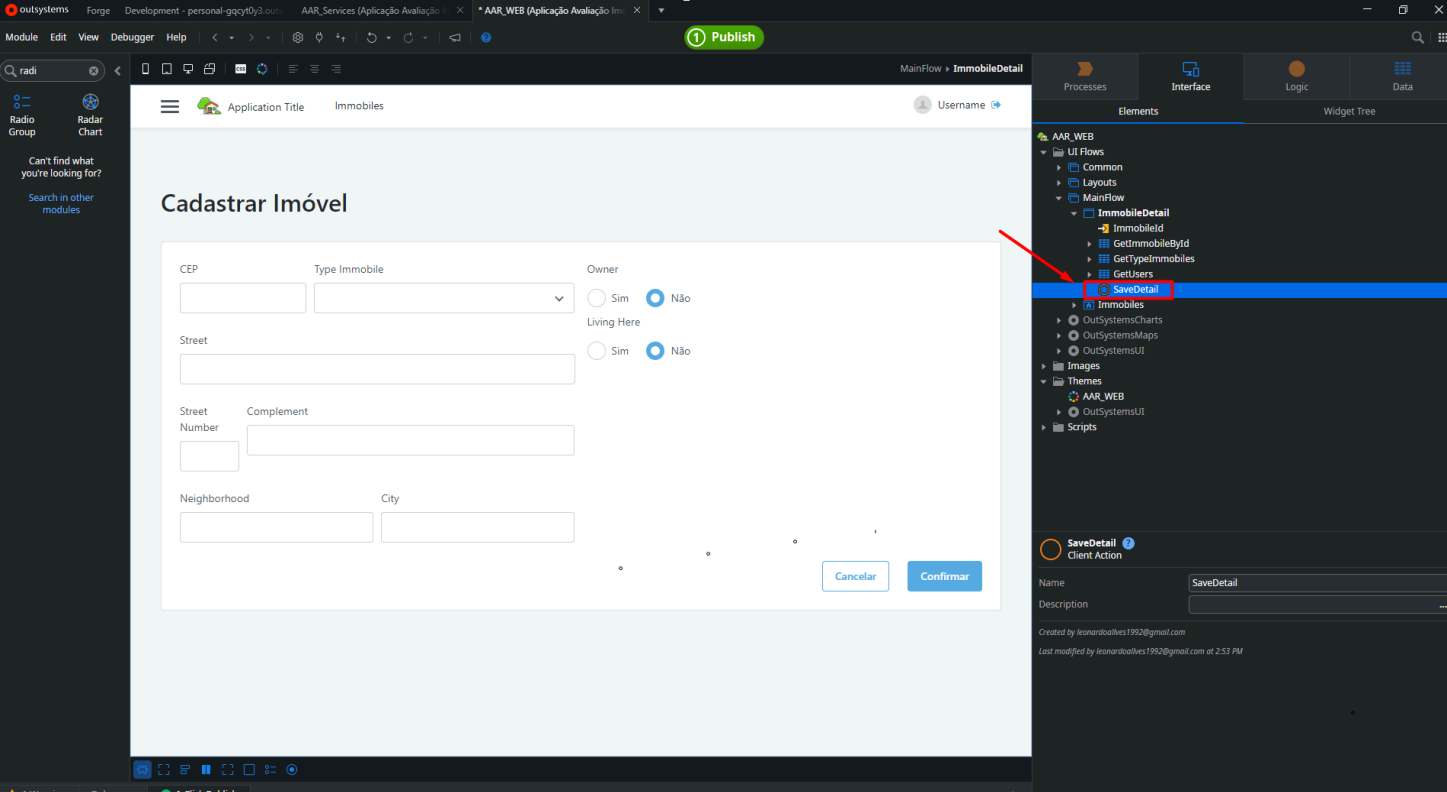 outsystems Forge Development - personal-gqcyt0y3.outs AAR_Services (Aplicação Avaliação I * AAR_WEB (Aplicação Avaliação Imo
Module Edit View Debugger Help 1 Publish
radi
Radio Group
Radar Chart
Can't find what
you're looking for?
Search in other
modules
CSS
MainFlow ImmobileDetail
Application Title Immobiles Username
Cadastrar Imóvel
CEP Type Immobile Owner
Sim Não
Living Here
Sim Não
Street
Street Number Complement
Neighborhood City
Cancelar Confirmar
Processes Interface Logic Data
Elements Widget Tree
AAR_WEB
UI Flows
Common
Layouts
MainFlow
ImmobileDetail
ImmobileId
GetImmobileById
GetTypeImmobiles
GetUsers
SaveDetail
Immobiles
OutSystemsCharts
OutSystemsMaps
OutSystemsUI
Images
Themes
AAR_WEB
OutSystemsUI
Scripts
SaveDetail ?
Client Action
Name SaveDetail
Description ...
Created by leonardoallves1992@gmail.com
Last modified by leonardoallves1992@gmail.com at 2:53 PM